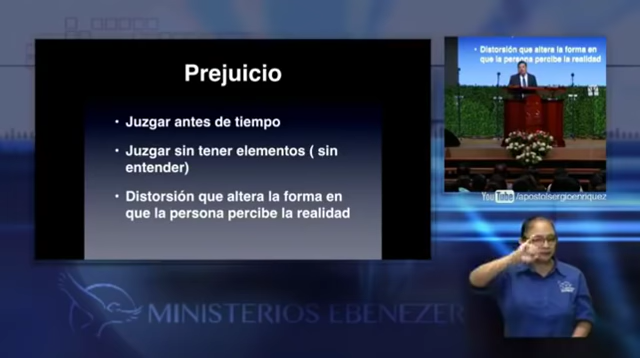 Prejuicio
• Juzgar antes de tiempo
• Juzgar sin tener elementos ( sin
entender)
• Distorsión que altera la forma en
que la persona percibe la realidad
• Distorsión que altera la forma en
que la persona percibe la realidad
YouTube /apostolsergioenriquez
MINISTERIOS EBENEZER